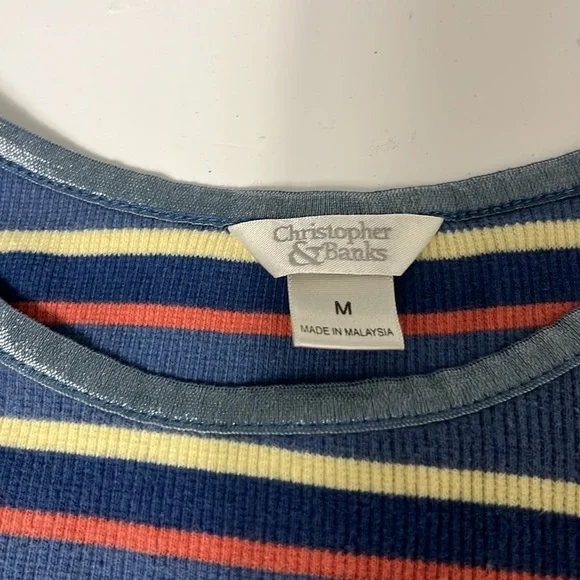 Christopher
& Banks
M
MADE IN MALAYSIA